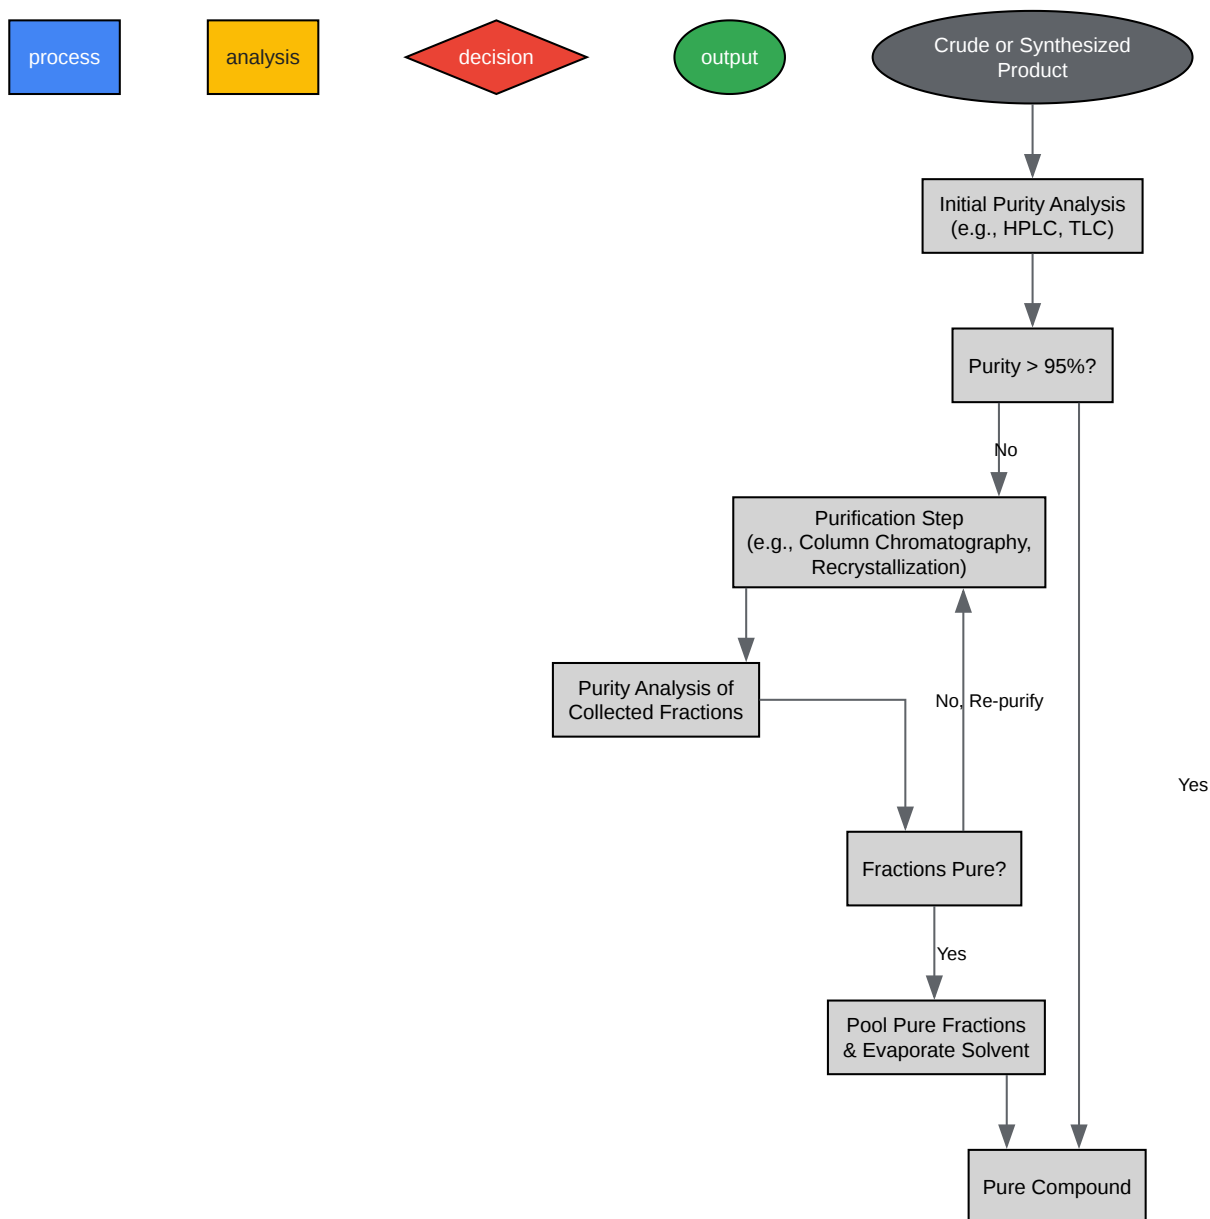 process
analysis
decision
output
Crude or Synthesized
Product
Initial Purity Analysis
(e.g., HPLC, TLC)
Purity > 95%?
No
Purification Step
(e.g., Column Chromatography,
Recrystallization)
Purity Analysis of
Collected Fractions
No, Re-purify
Yes
Fractions Pure?
Yes
Pool Pure Fractions
& Evaporate Solvent
Pure Compound